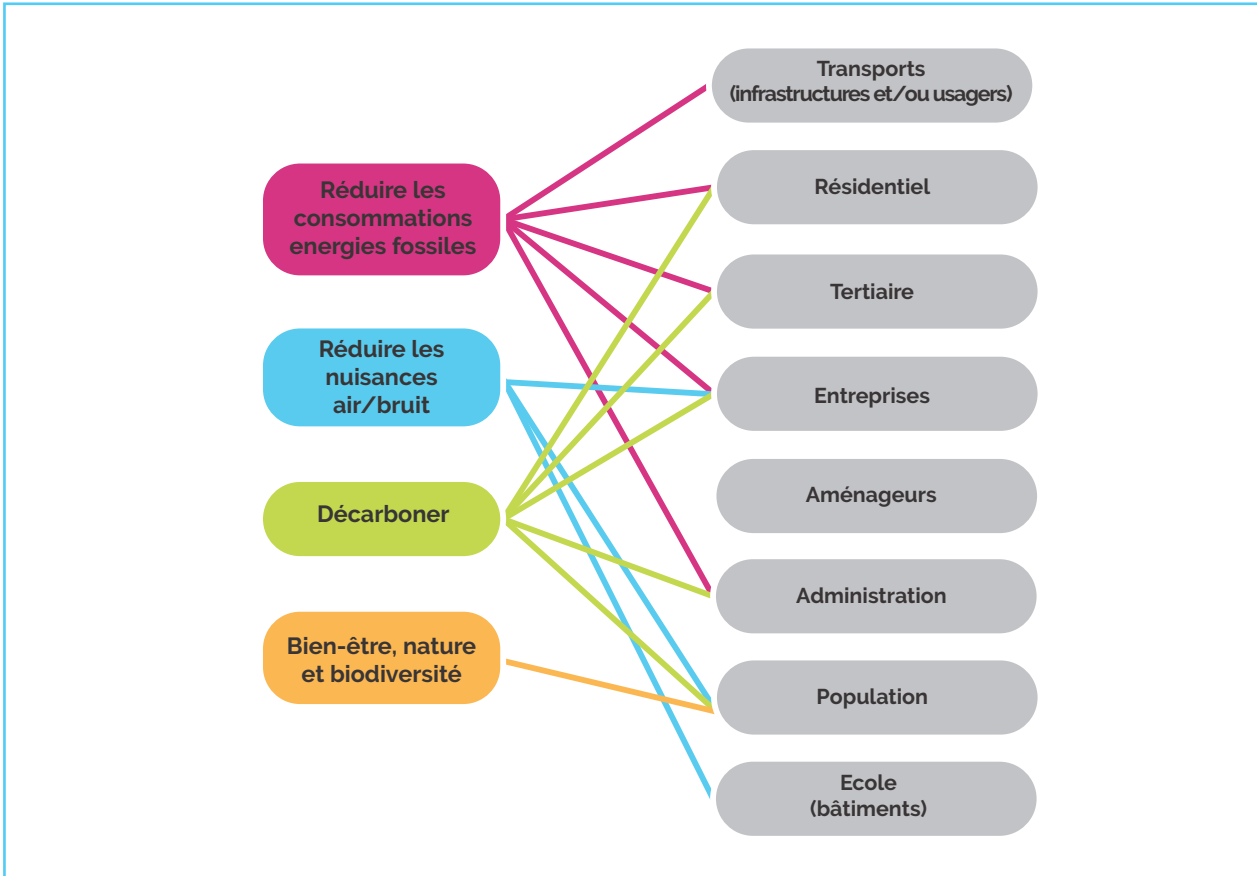 Réduire les
consommations
energies fossiles
Réduire les
nuisances
air/bruit
Décarboner
Bien-être, nature
et biodiversité
Transports
(infrastructures et/ou usagers)
Résidentiel
Tertiaire
Entreprises
Aménageurs
Administration
Population
Ecole
(bâtiments)